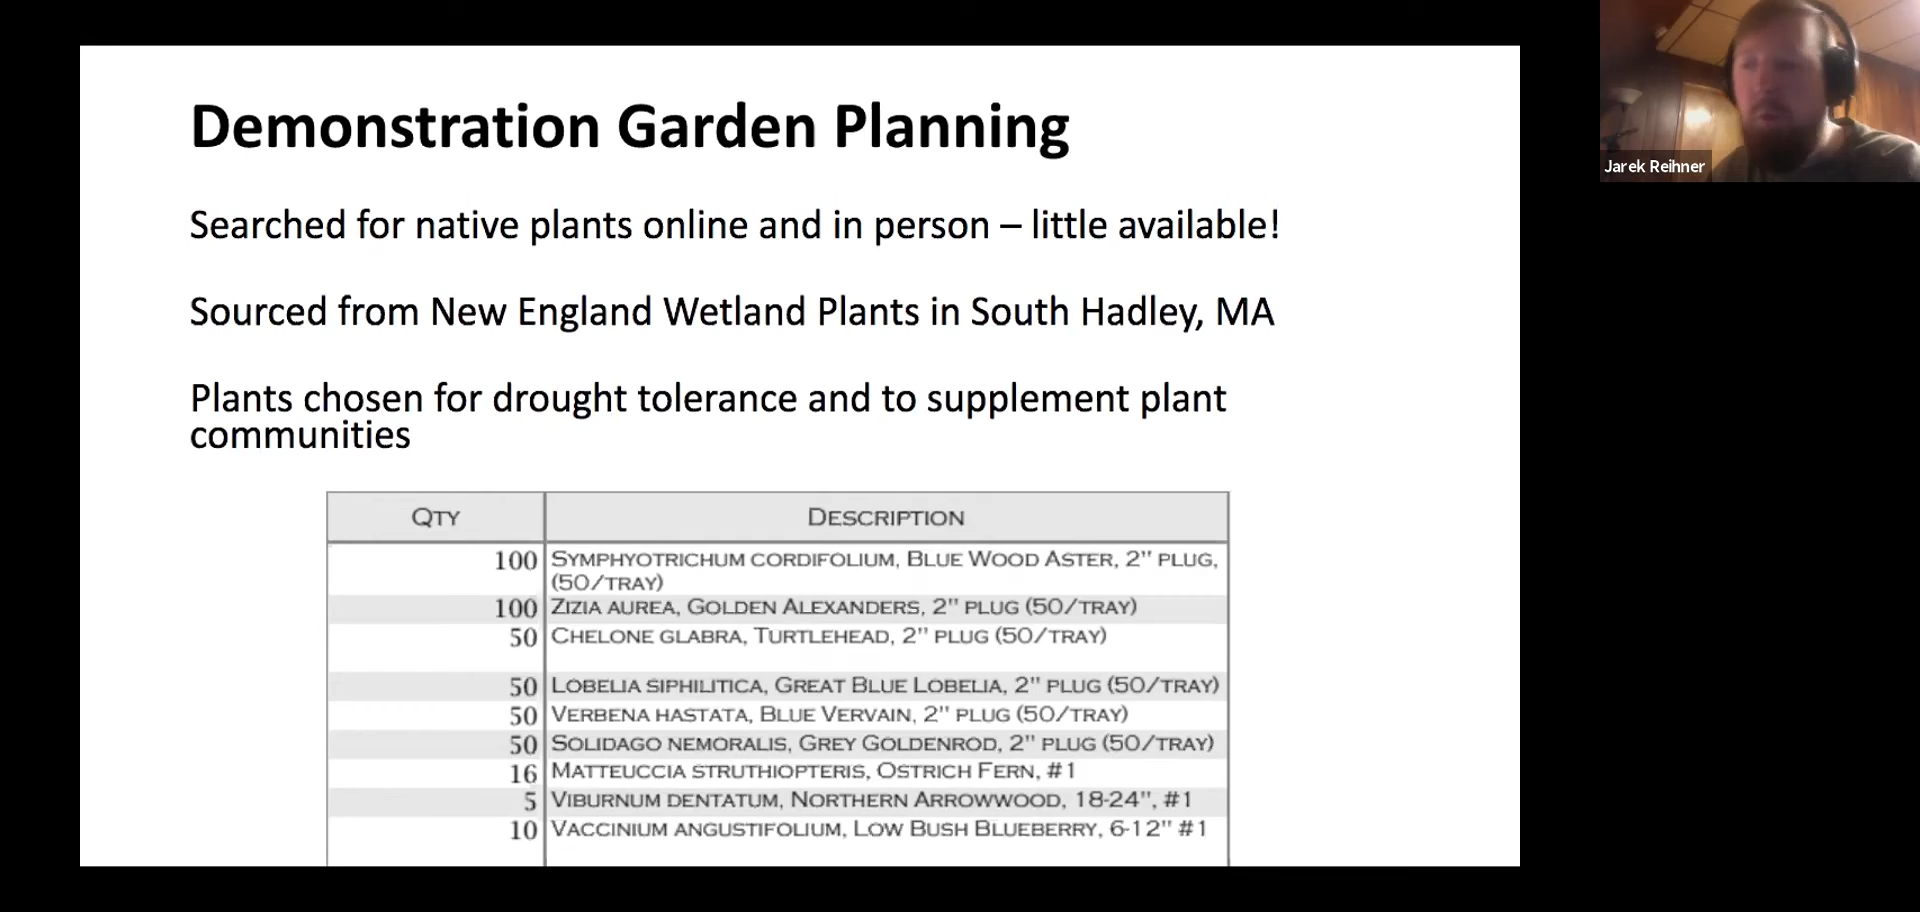 Demonstration Garden Planning
Jarek Reihner
Searched for native plants online and in person – little available!
Sourced from New England Wetland Plants in South Hadley, MA
Plants chosen for drought tolerance and to supplement plant
communities
QTY DESCRIPTION
100 SYMPHYOTRICHUM CORDIFOLIUM, BLUE WOOD ASTER, 2" PLUG,
(50/TRAY)
100 ZIZIA AUREA, GOLDEN ALEXANDERS, 2" PLUG (50/TRAY)
50 CHELONE GLABRA, TURTLEHEAD, 2" PLUG (50/TRAY)
50 LOBELIA SIPHILITICA, GREAT BLUE LOBELIA, 2" PLUG (50/TRAY)
50 VERBENA HASTATA, BLUE VERVAIN, 2" PLUG (50/TRAY)
50 SOLIDAGO NEMORALIS, GREY GOLDENROD, 2" PLUG (50/TRAY)
16 MATTEUCCIA STRUTHIOPTERIS, OSTRICH FERN, #1
5 VIBURNUM DENTATUM, NORTHERN ARROWWOOD, 18-24", #1
10 VACCINIUM ANGUSTIFOLIUM, LOW BUSH BLUEBERRY, 6-12" #1